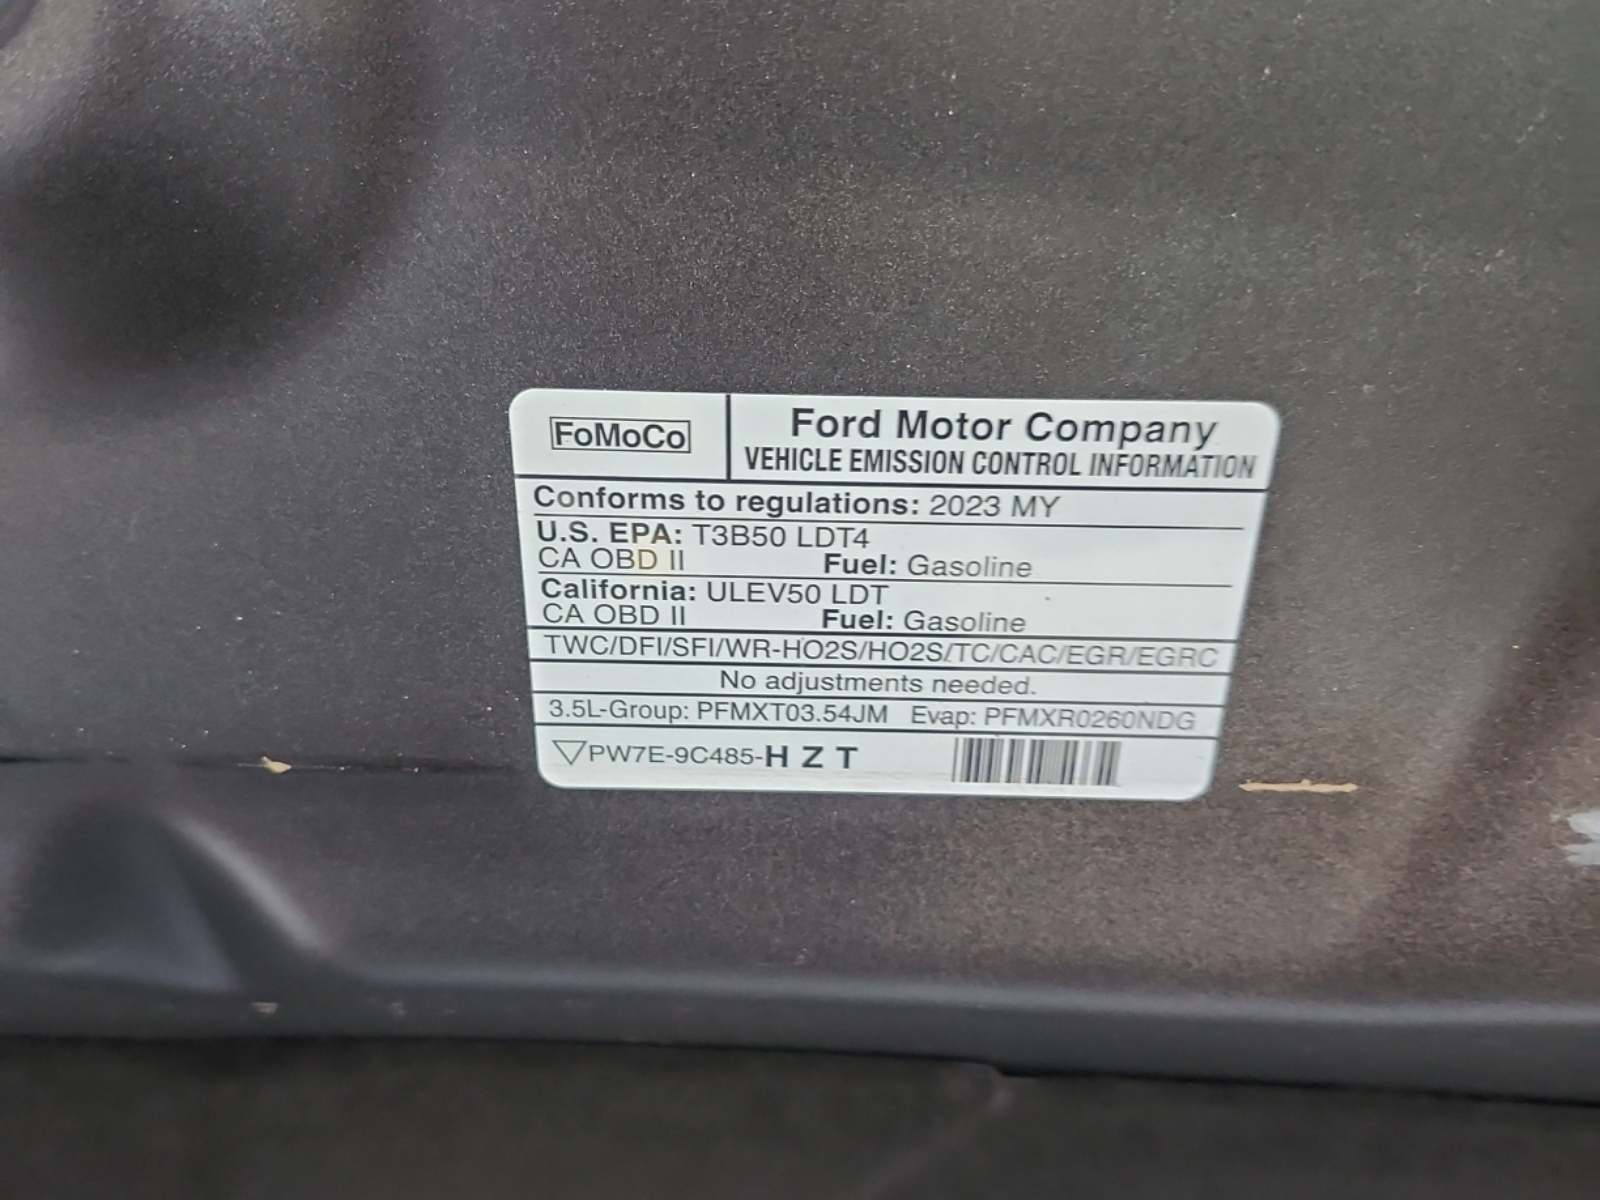 FoMoCo
Ford Motor Company
VEHICLE EMISSION CONTROL INFORMATION
Conforms to regulations: 2023 MY
U.S. EPA: T3B50 LDT4
CA OBD II Fuel: Gasoline
California: ULEV50 LDT
CA OBD II Fuel: Gasoline
TWC/DFI/SFI/WR-HO2S/HO2S/TC/CAC/EGR/EGRC
No adjustments needed.
3.5L-Group: PFMXT03.54JM Evap: PFMXR0260NDG
▽PW7E-9C485-H Z T